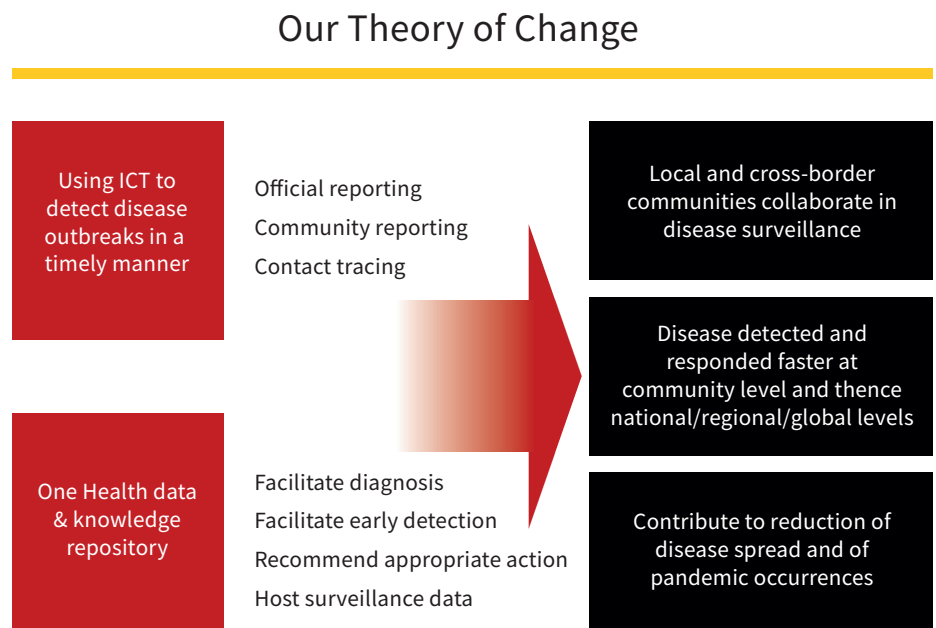 Our Theory of Change
Using ICT to
detect disease
outbreaks in a
timely manner
Official reporting
Community reporting
Contact tracing
One Health data
& knowledge
repository
Facilitate diagnosis
Facilitate early detection
Recommend appropriate action
Host surveillance data
Local and cross-border
communities collaborate in
disease surveillance
Disease detected and
responded faster at
community level and thence
national/regional/global levels
Contribute to reduction of
disease spread and of
pandemic occurrences